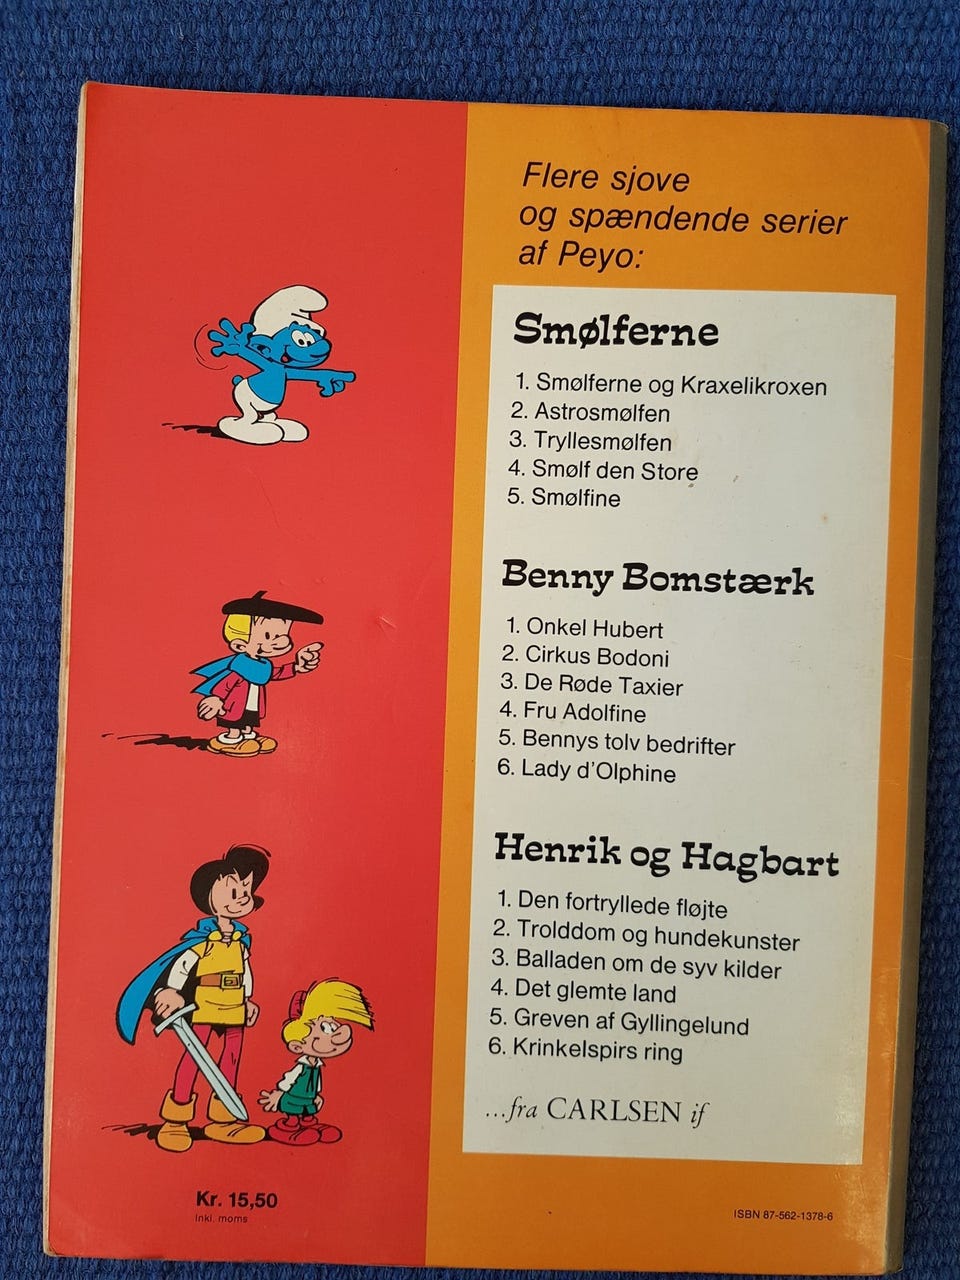 Flere sjove
og spændende serier
af Peyo:
Smølferne
1. Smølferne og Kraxelikroxen
2. Astrosmølfen
3. Tryllesmølfen
4. Smølf den Store
5. Smølfine
Benny Bomstærk
1. Onkel Hubert
2. Cirkus Bodoni
3. De Røde Taxier
4. Fru Adolfine
5. Bennys tolv bedrifter
6. Lady d'Olphine
Henrik og Hagbart
1. Den fortryllede fløjte
2. Trolddom og hundekunster
3. Balladen om de syv kilder
4. Det glemte land
5. Greven af Gyllingelund
6. Krinkelspirs ring
...fra CARLSEN if
Kr. 15,50
Inkl. moms
ISBN 87-562-1378-6